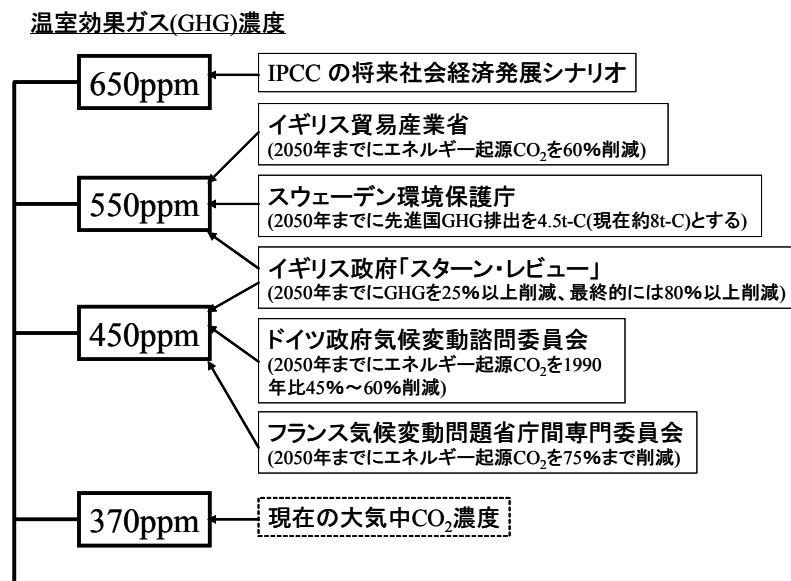 温室効果ガス(GHG)濃度
650ppm
IPCC の将来社会経済発展シナリオ
イギリス貿易産業省
(2050年までにエネルギー起源CO₂を60%削減)
550ppm
スウェーデン環境保護庁
(2050年までに先進国GHG排出を4.5t-C(現在約8t-C)とする)
イギリス政府「スターン・レビュー」
(2050年までにGHGを25%以上削減、最終的には80%以上削減)
450ppm
ドイツ政府気候変動諮問委員会
(2050年までにエネルギー起源CO₂を1990
年比45%～60%削減)
フランス気候変動問題省庁間専門委員会
(2050年までにエネルギー起源CO₂を75%まで削減)
370ppm
現在の大気中CO₂濃度